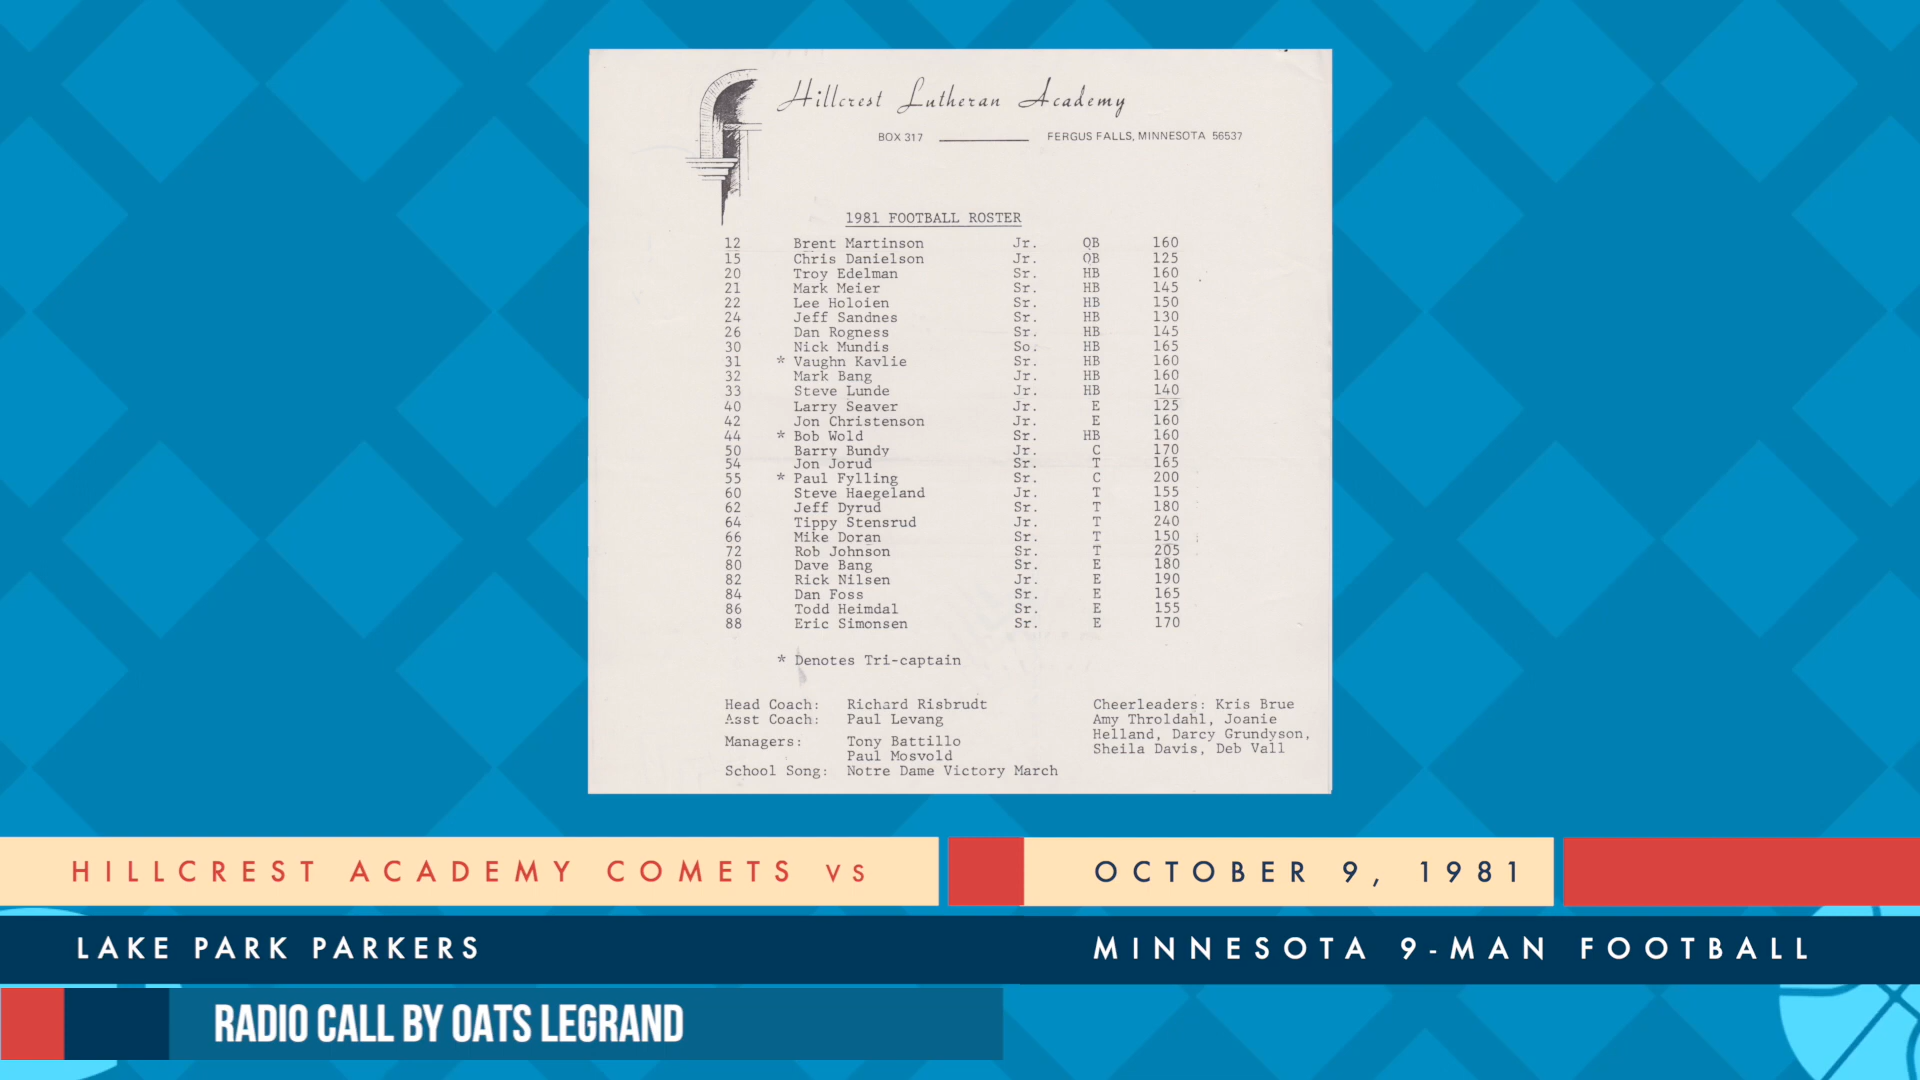 Hillcrest Lutheran Academy
BOX 317 FERGUS FALLS, MINNESOTA 56537
1981 FOOTBALL ROSTER
12 Brent Martinson Jr. QB 160
15 Chris Danielson Jr. QB 125
20 Troy Edelman Sr. HB 160
21 Mark Meier Sr. HB 145
22 Lee Holoien Sr. HB 150
24 Jeff Sandnes Sr. HB 130
26 Dan Rogness Sr. HB 145
30 Nick Mundis So. HB 165
31 * Vaughn Kavlie Sr. HB 160
32 Mark Bang Jr. HB 160
33 Steve Lunde Jr. HB 140
40 Larry Seaver Jr. E 125
42 Jon Christenson Jr. E 160
44 * Bob Wold Sr. HB 160
50 Barry Bundy Jr. C 170
54 Jon Jorud Sr. T 165
55 * Paul Fylling Sr. C 200
60 Steve Haegeland Jr. T 155
62 Jeff Dyrud Sr. T 180
64 Tippy Stensrud Jr. T 240
66 Mike Doran Sr. T 150
72 Rob Johnson Sr. T 205
80 Dave Bang Sr. E 180
82 Rick Nilsen Jr. E 190
84 Dan Foss Sr. E 165
86 Todd Heimdal Sr. E 155
88 Eric Simonsen Sr. E 170
* Denotes Tri-captain
Head Coach: Richard Risbrudt
Asst Coach: Paul Levang
Managers: Tony Battillo
Paul Mosvold
School Song: Notre Dame Victory March
Cheerleaders: Kris Brue
Amy Throldahl, Joanie
Helland, Darcy Grundyson,
Sheila Davis, Deb Vall
HILLCREST ACADEMY COMETS VS
LAKE PARK PARKERS
OCTOBER 9, 1981
MINNESOTA 9-MAN FOOTBALL
RADIO CALL BY OATS LEGRAND